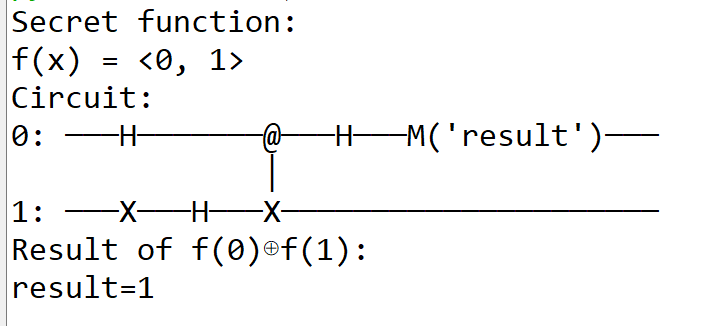 Secret function:
f(x) = <0, 1>
Circuit:
0: ───H───────@───H───M('result')───
│
1: ───X───H───X─────────────────────
Result of f(0)⊕f(1):
result=1